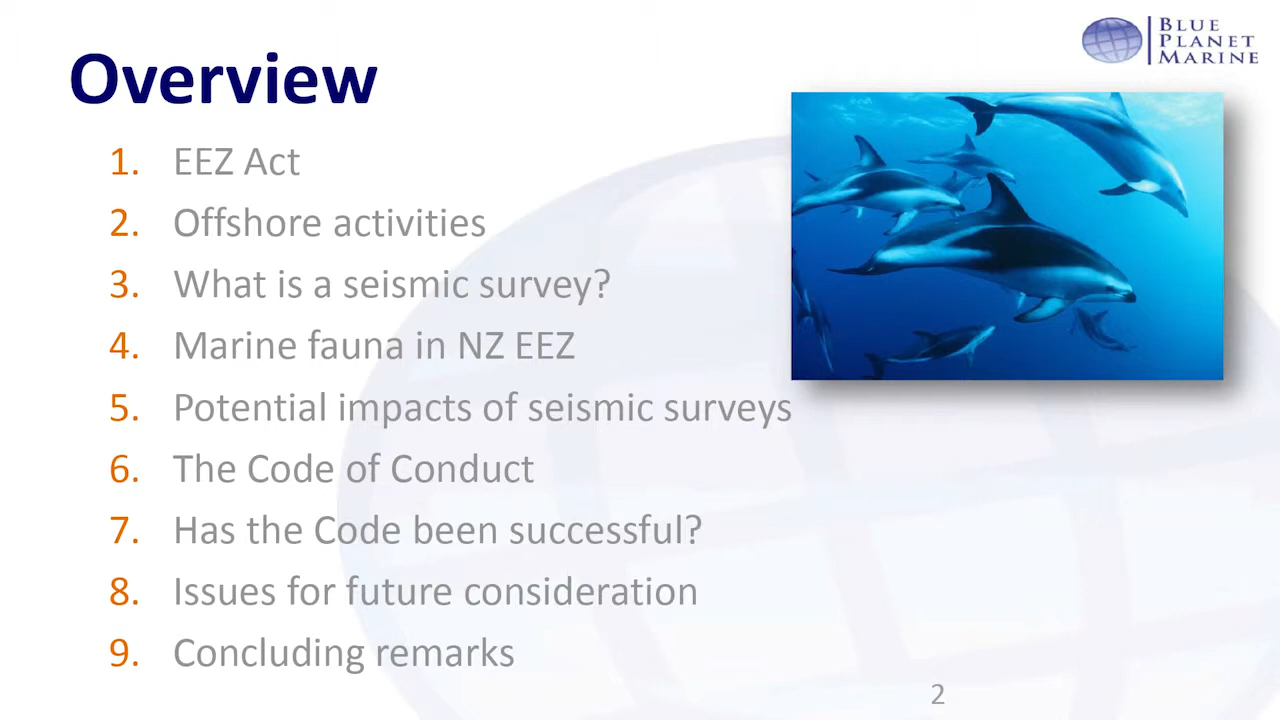 Overview
BLUE
PLANET
MARINE
1. EEZ Act
2. Offshore activities
3. What is a seismic survey?
4. Marine fauna in NZ EEZ
5. Potential impacts of seismic surveys
6. The Code of Conduct
7. Has the Code been successful?
8. Issues for future consideration
9. Concluding remarks
2